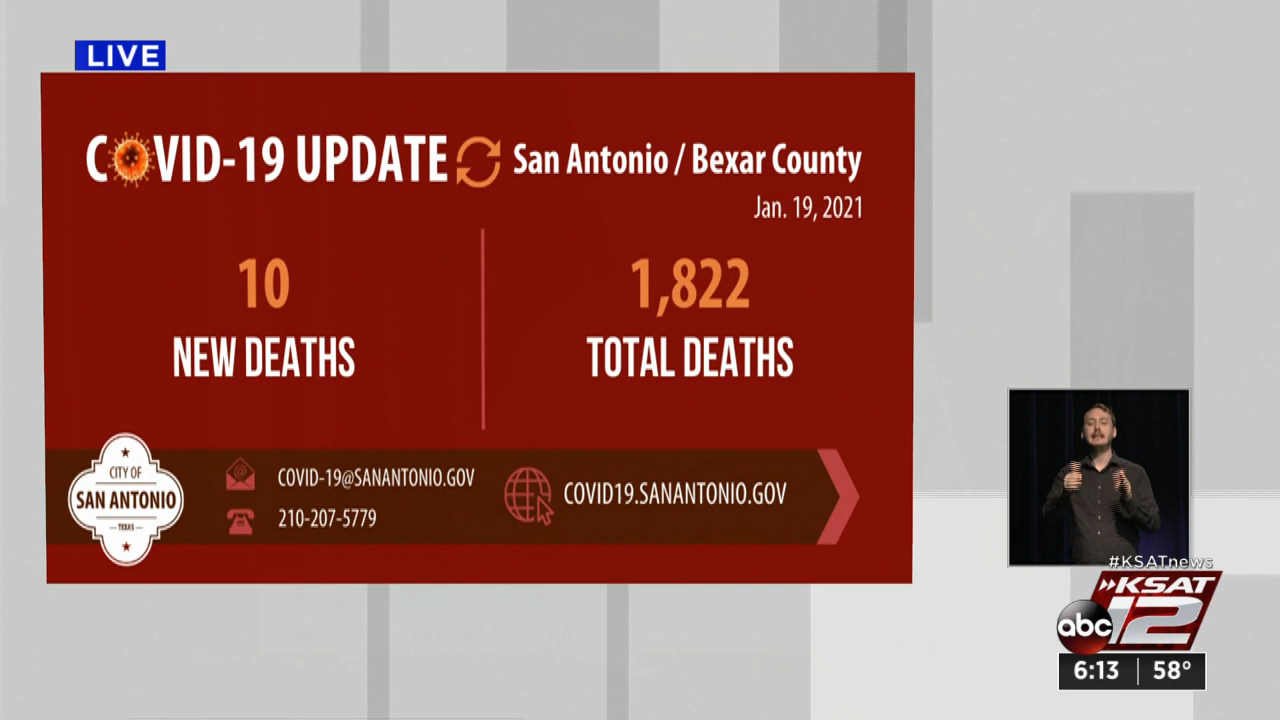 LIVE
COVID-19 UPDATE
San Antonio / Bexar County
Jan. 19, 2021
10
NEW DEATHS
1,822
TOTAL DEATHS
CITY OF
SAN ANTONIO
TEXAS
COVID-19@SANANTONIO.GOV
210-207-5779
COVID19.SANANTONIO.GOV
#KSATnews
KSAT
abc 12
6:13 58°